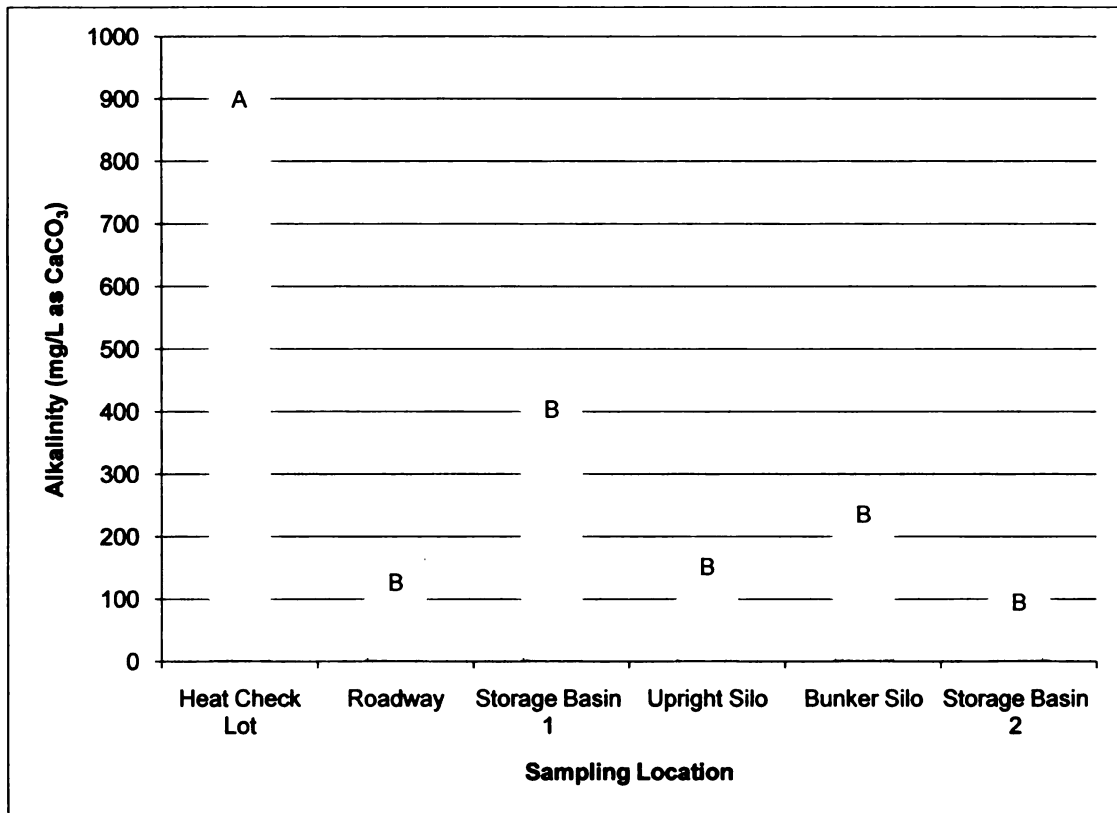 1000
900
800
700
600
500
400
300
200
100
0
Alkalinity (mg/L as CaCO₃)
A
B
B
B
B
B
Heat Check Lot
Roadway
Storage Basin 1
Upright Silo
Bunker Silo
Storage Basin 2
Sampling Location